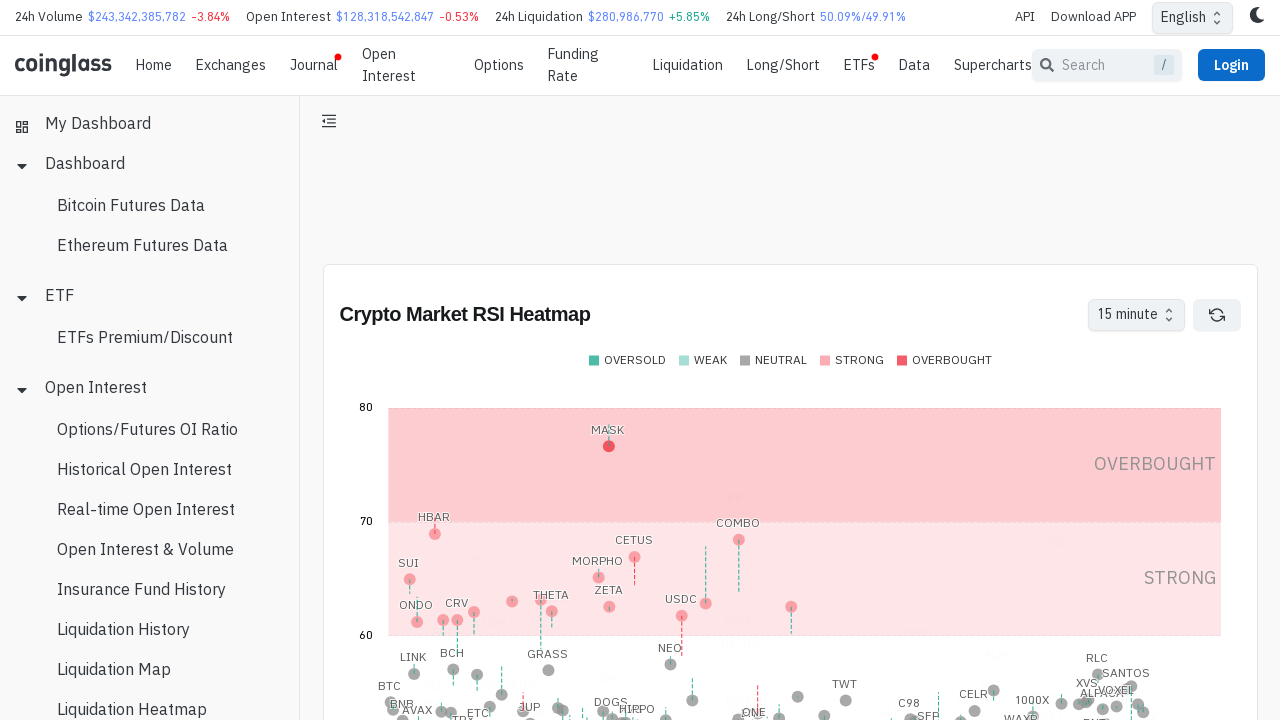 24h Volume $243,342,385,782 -3.84% Open Interest $128,318,542,847 -0.53% 24h Liquidation $280,986,770 +5.85% 24h Long/Short 50.09%/49.91% API Download APP English
coinglass Home Exchanges Journal Open Interest Options Funding Rate Liquidation Long/Short ETFs Data Supercharts Search / Login
My Dashboard
Dashboard
Bitcoin Futures Data
Ethereum Futures Data
ETF
ETFs Premium/Discount
Open Interest
Options/Futures OI Ratio
Historical Open Interest
Real-time Open Interest
Open Interest & Volume
Insurance Fund History
Liquidation History
Liquidation Map
Liquidation Heatmap
Crypto Market RSI Heatmap 15 minute
OVERSOLD WEAK NEUTRAL STRONG OVERBOUGHT
80
MASK
OVERBOUGHT
70
HBAR
COMBO
CETUS
SUI
MORPHO
STRONG
ZETA
THETA
ONDO
CRV
USDC
60
NEO
BCH
GRASS
LINK
RLC
SANTOS
BTC
TWT
XVS
CELR
VOXEL
1000X
BNB
AVAX
JUP
DOGS
HIPPO
C98
ETC
ONE
SFP
WAXP